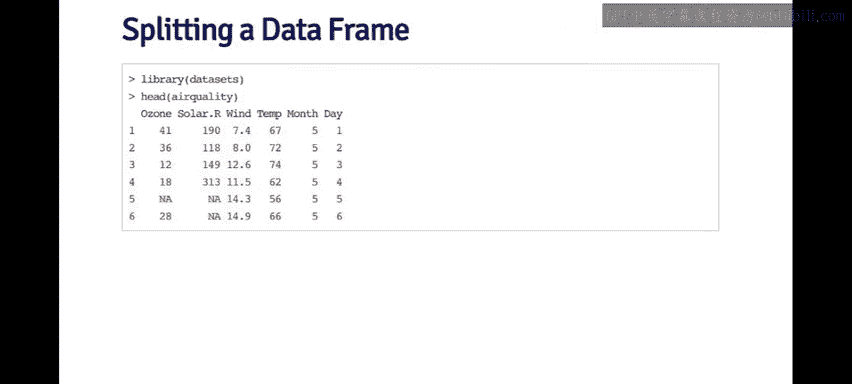 Splitting a Data Frame
> library(datasets)
> head(airquality)
Ozone Solar.R Wind Temp Month Day
1 41 190 7.4 67 5 1
2 36 118 8.0 72 5 2
3 12 149 12.6 74 5 3
4 18 313 11.5 62 5 4
5 NA NA 14.3 56 5 5
6 28 NA 14.9 66 5 6